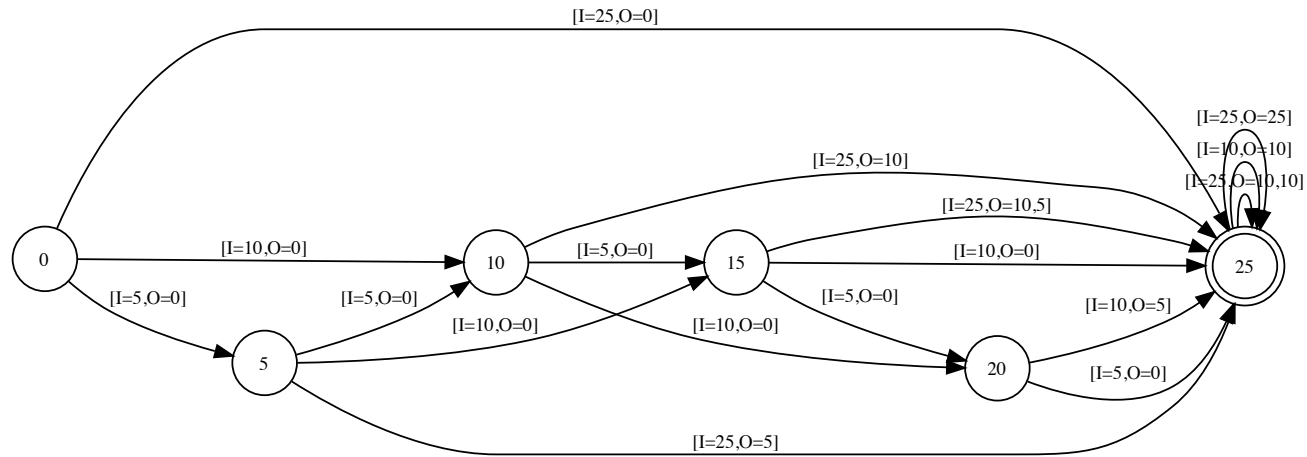 [I=25,O=0]
[I=25,O=25]
[I=10,O=10]
[I=25,O=10,10]
[I=25,O=10]
[I=25,O=10,5]
[I=10,O=0]
[I=5,O=0]
[I=10,O=0]
0
10
15
25
[I=5,O=0]
[I=5,O=0]
[I=5,O=0]
[I=10,O=5]
[I=10,O=0]
[I=10,O=0]
5
20
[I=5,O=0]
[I=25,O=5]